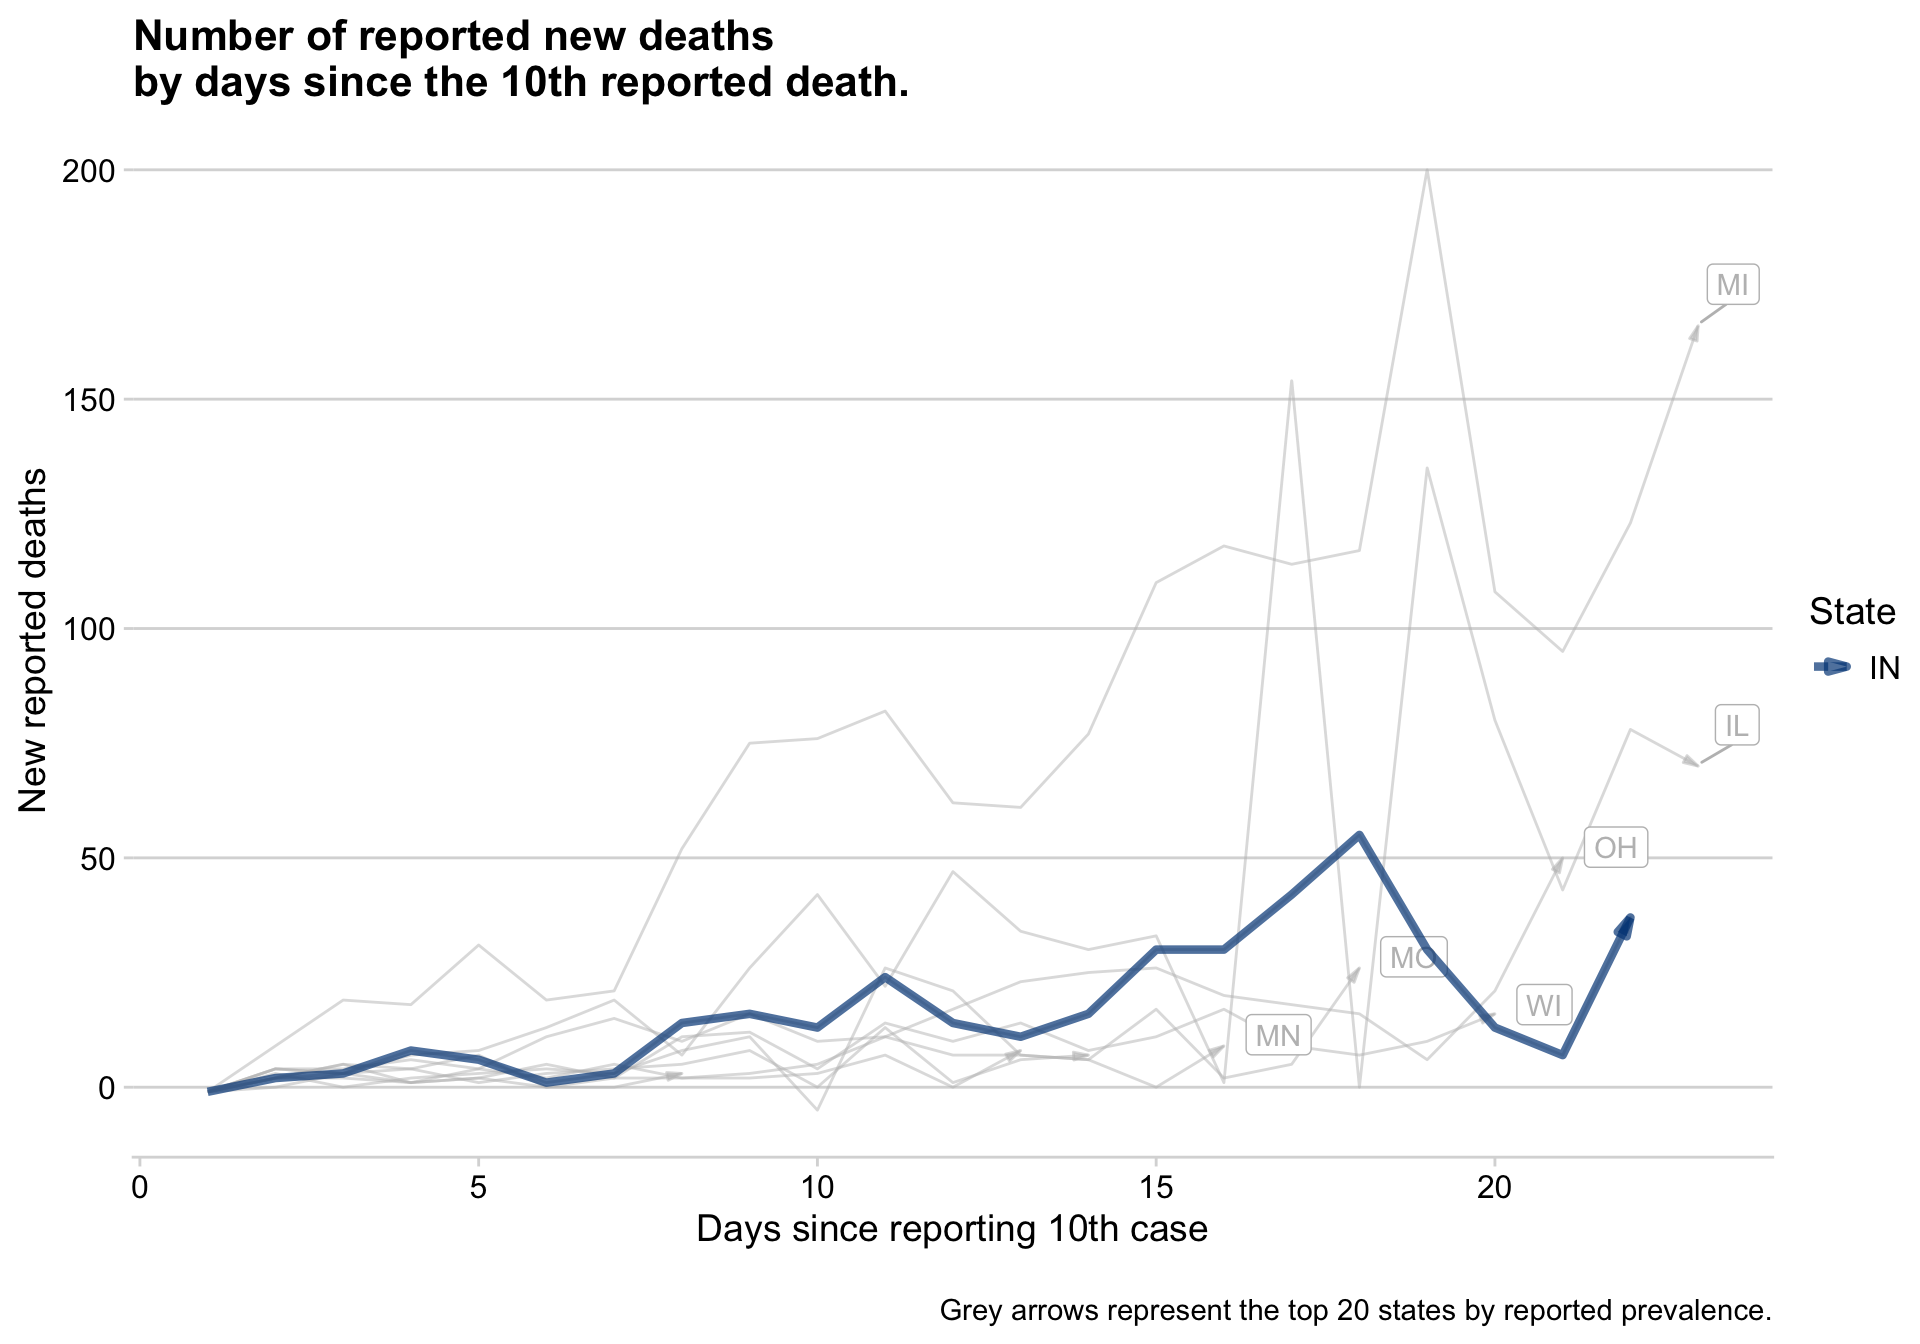 Number of reported new deaths
by days since the 10th reported death.
200
150
100
50
0
New reported deaths
MI
IL
OH
MO
WI
MN
State
IN
0 5 10 15 20
Days since reporting 10th case
Grey arrows represent the top 20 states by reported prevalence.